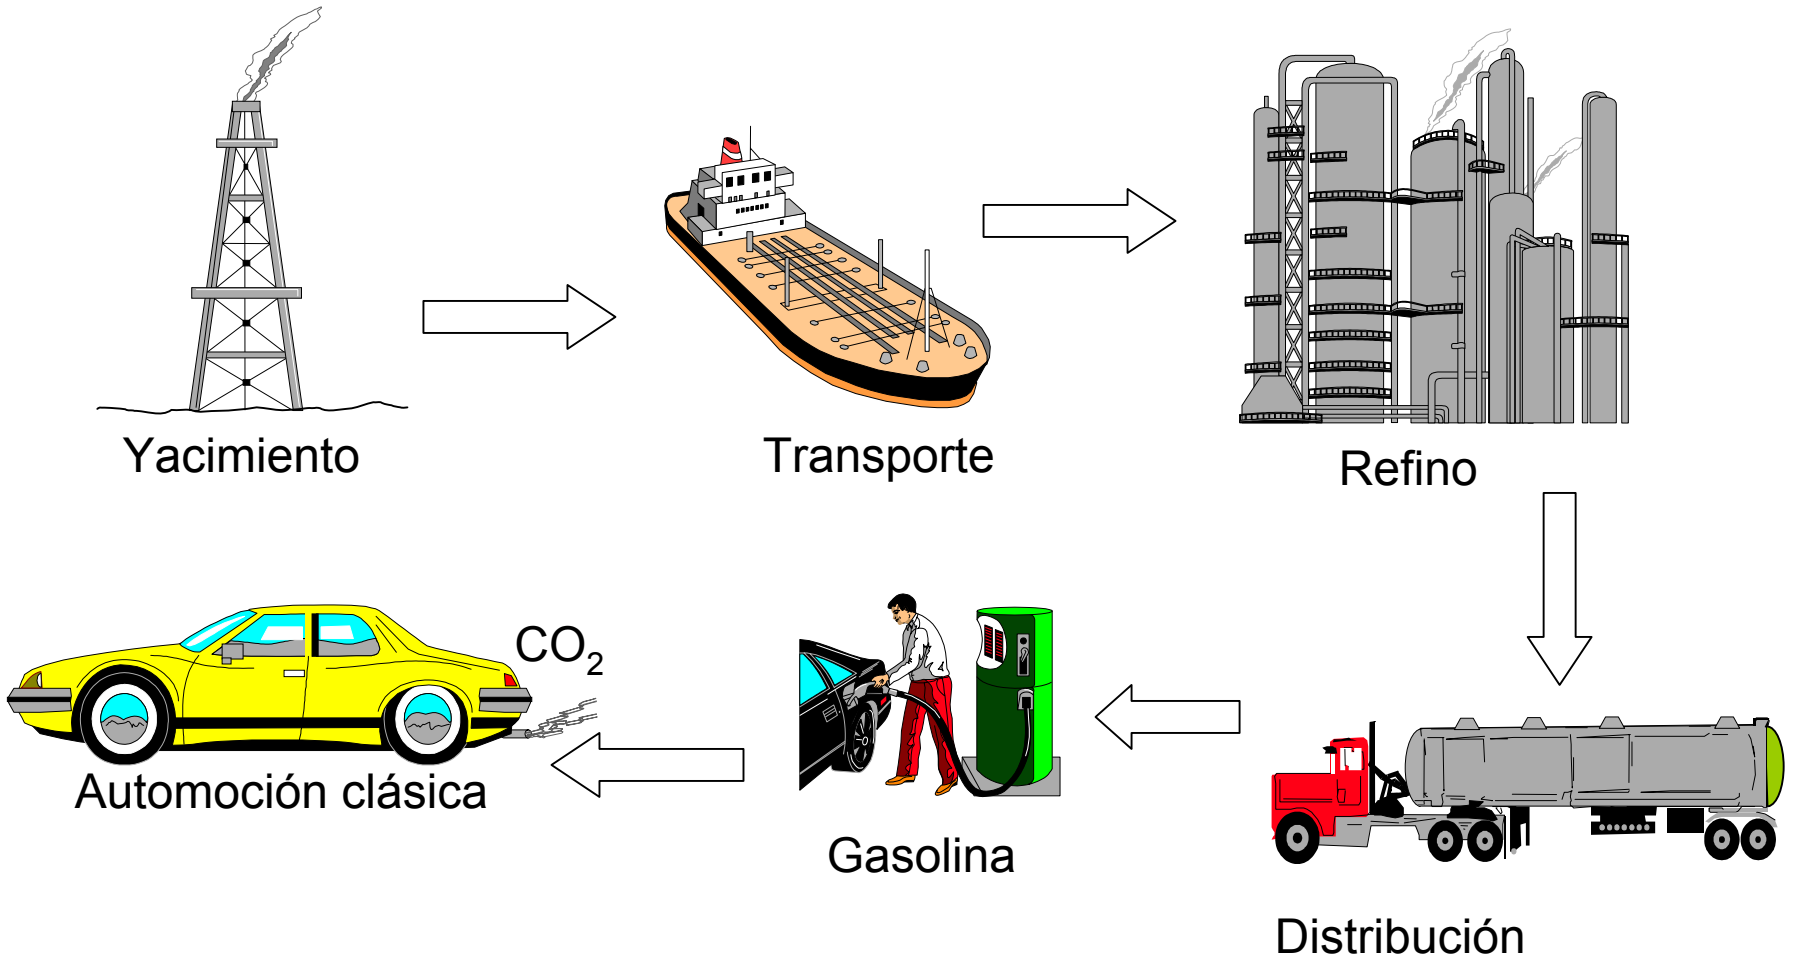 Yacimiento
Transporte
Refino
Distribución
Gasolina
CO₂
Automoción clásica